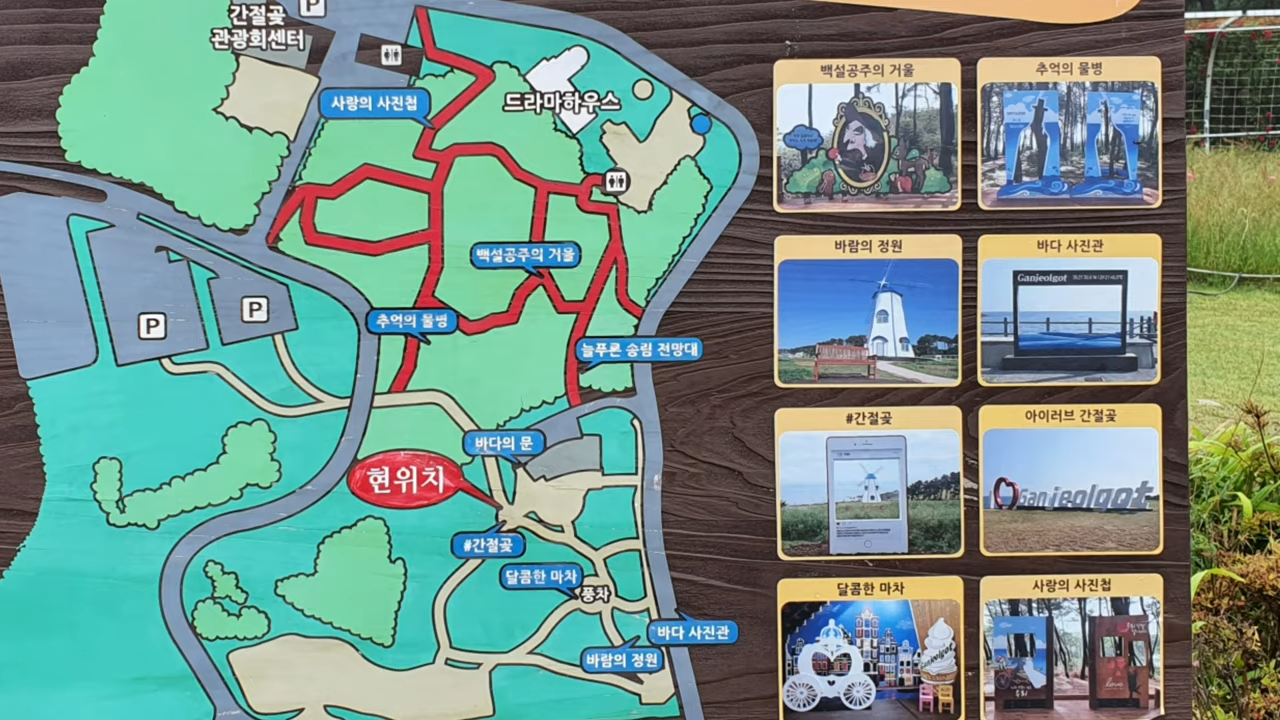 간절곶
관광회센터
P
사랑의 사진첩
드라마하우스
백설공주의 거울
P
P
추억의 물병
늘푸른 송림 전망대
바다의 문
현위치
#간절곶
달콤한 마차
풍차
바다 사진관
바람의 정원
백설공주의 거울
추억의 물병
바람의 정원
바다 사진관
Ganjeolgot
#간절곶
아이러브 간절곶
Ganjeolgot
달콤한 마차
Ganjeolgot
사랑의 사진첩
love